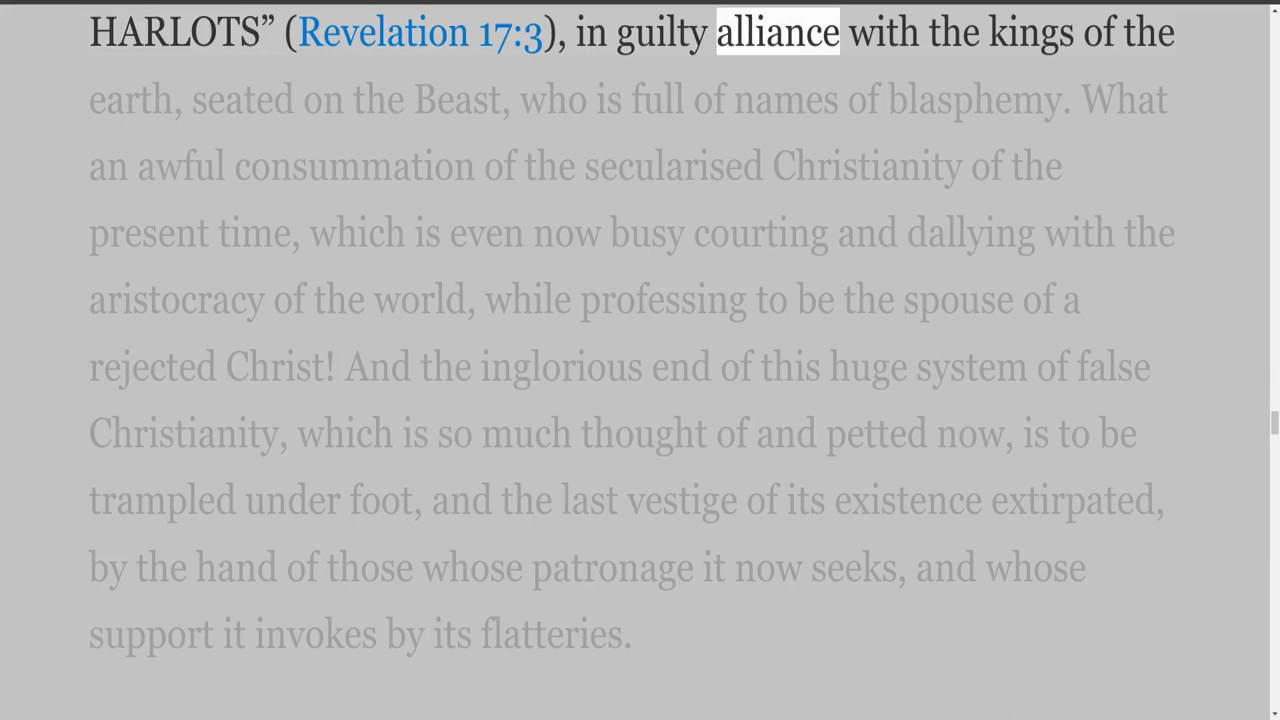 HARLOTS” (Revelation 17:3), in guilty alliance with the kings of the
earth, seated on the Beast, who is full of names of blasphemy. What
an awful consummation of the secularised Christianity of the
present time, which is even now busy courting and dallying with the
aristocracy of the world, while professing to be the spouse of a
rejected Christ! And the inglorious end of this huge system of false
Christianity, which is so much thought of and petted now, is to be
trampled under foot, and the last vestige of its existence extirpated,
by the hand of those whose patronage it now seeks, and whose
support it invokes by its flatteries.